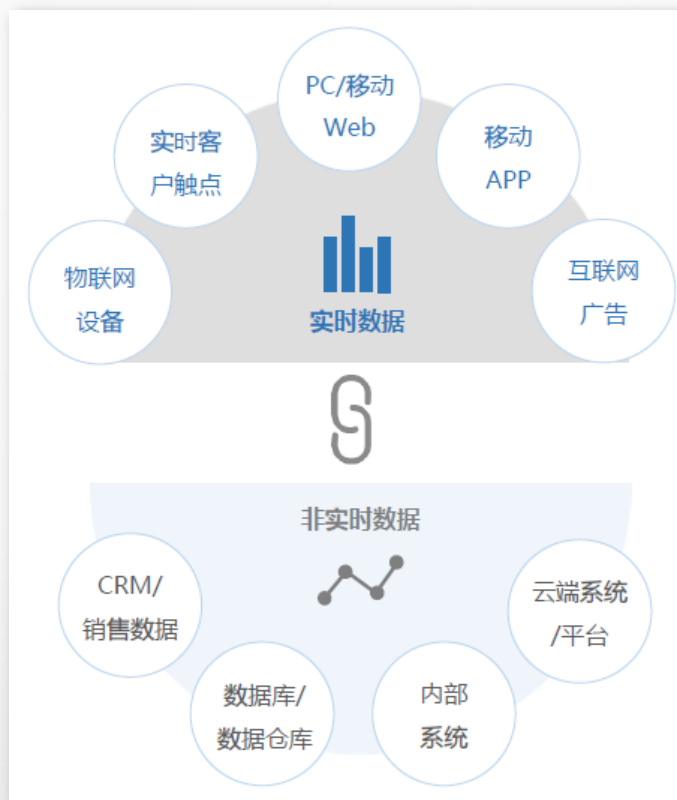 PC/移动
Web
实时客
户触点
移动
APP
物联网
设备
互联网
广告
实时数据
非实时数据
CRM/
销售数据
云端系统
/平台
数据库/
数据仓库
内部
系统